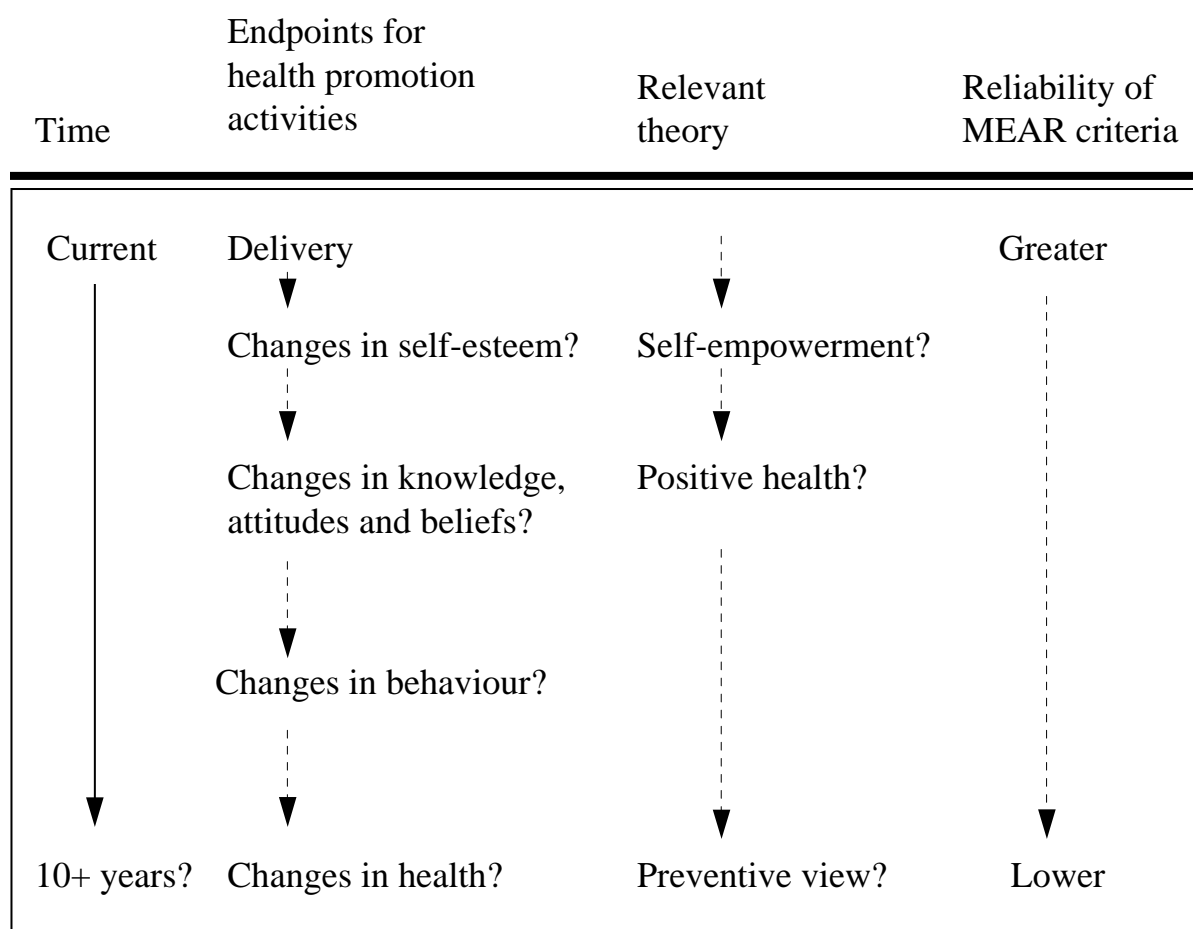 Endpoints for
health promotion
activities
Time
Relevant
theory
Reliability of
MEAR criteria
Current
Delivery
Greater
Changes in self-esteem?
Self-empowerment?
Changes in knowledge,
attitudes and beliefs?
Positive health?
Changes in behaviour?
10+ years?
Changes in health?
Preventive view?
Lower